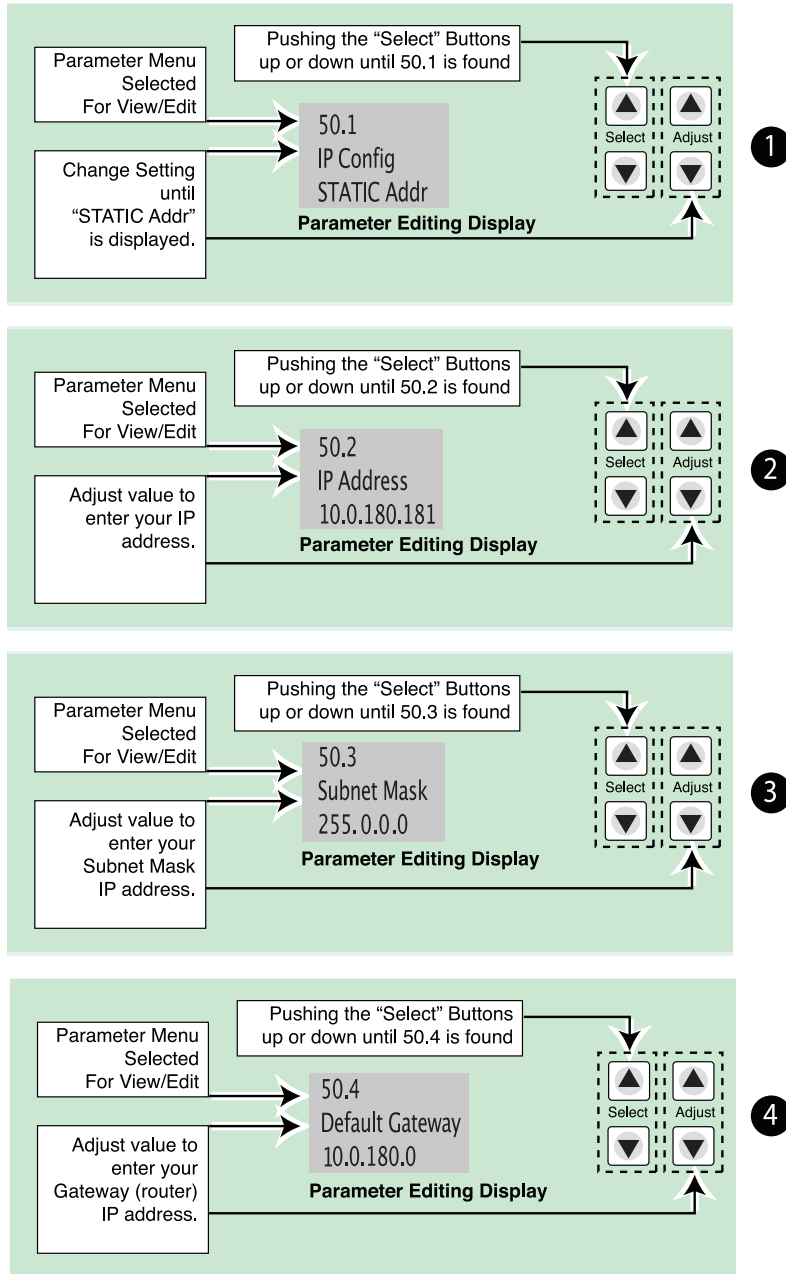 Pushing the “Select” Buttons
up or down until 50.1 is found
Parameter Menu
Selected
For View/Edit
Change Setting
until
“STATIC Addr”
is displayed.
50.1
IP Config
STATIC Addr
Parameter Editing Display
Select
Adjust
1
Pushing the “Select” Buttons
up or down until 50.2 is found
Parameter Menu
Selected
For View/Edit
Adjust value to
enter your IP
address.
50.2
IP Address
10.0.180.181
Parameter Editing Display
Select
Adjust
2
Pushing the “Select” Buttons
up or down until 50.3 is found
Parameter Menu
Selected
For View/Edit
Adjust value to
enter your
Subnet Mask
IP address.
50.3
Subnet Mask
255.0.0.0
Parameter Editing Display
Select
Adjust
3
Pushing the “Select” Buttons
up or down until 50.4 is found
Parameter Menu
Selected
For View/Edit
Adjust value to
enter your
Gateway (router)
IP address.
50.4
Default Gateway
10.0.180.0
Parameter Editing Display
Select
Adjust
4